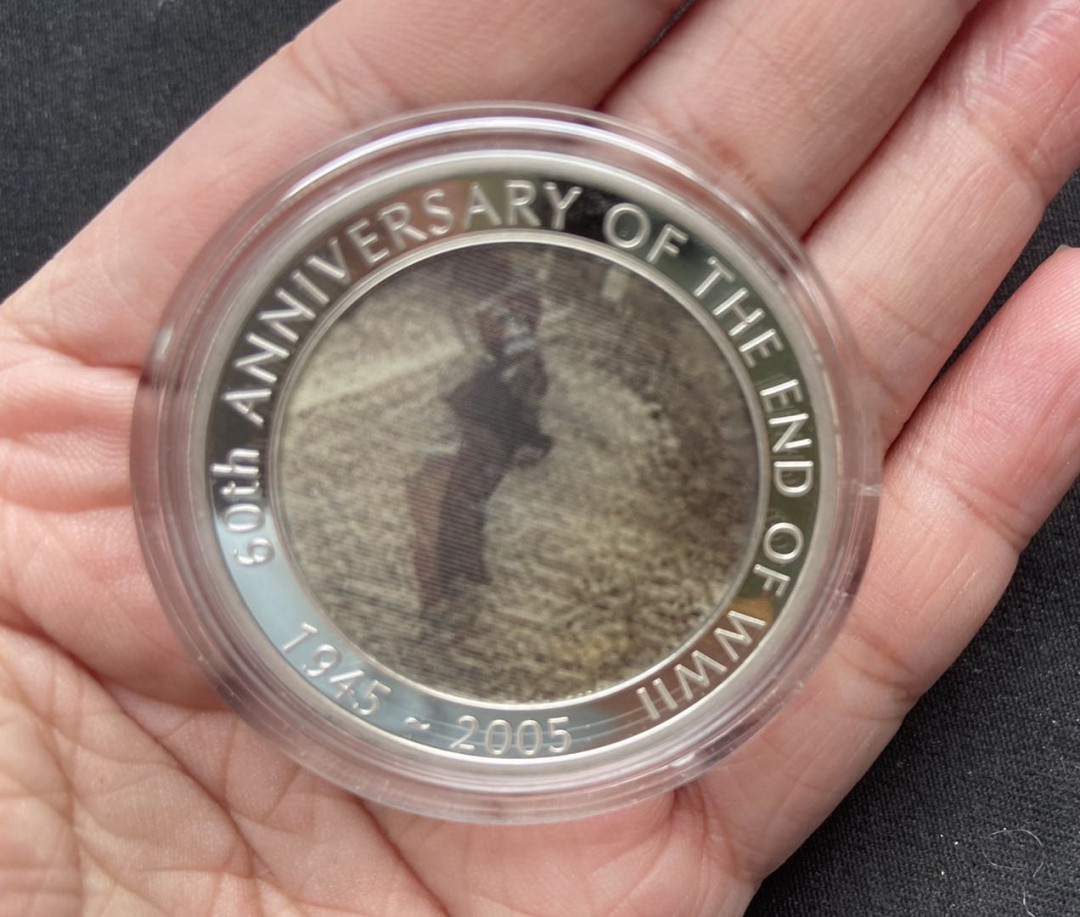 60th ANNIVERSARY OF THE END OF WWII
1945 ~ 2005